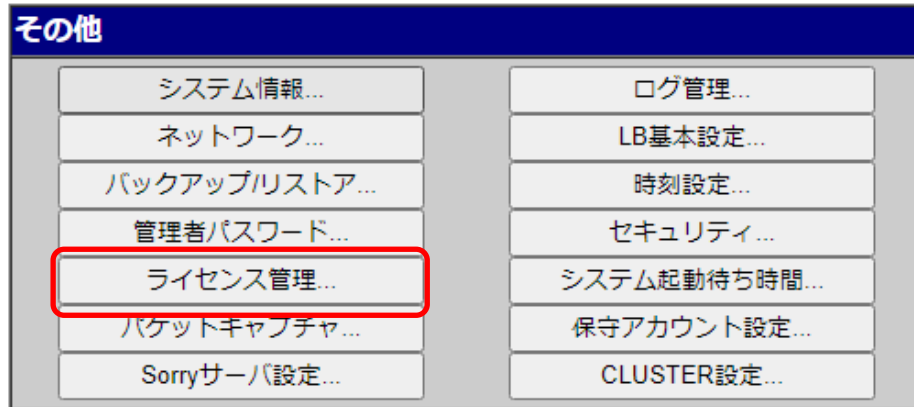 その他
システム情報...
ログ管理...
ネットワーク...
LB基本設定...
バックアップ/リストア...
時刻設定...
管理者パスワード...
セキュリティ...
ライセンス管理...
システム起動待ち時間...
パケットキャプチャ...
保守アカウント設定...
Sorryサーバ設定...
CLUSTER設定...